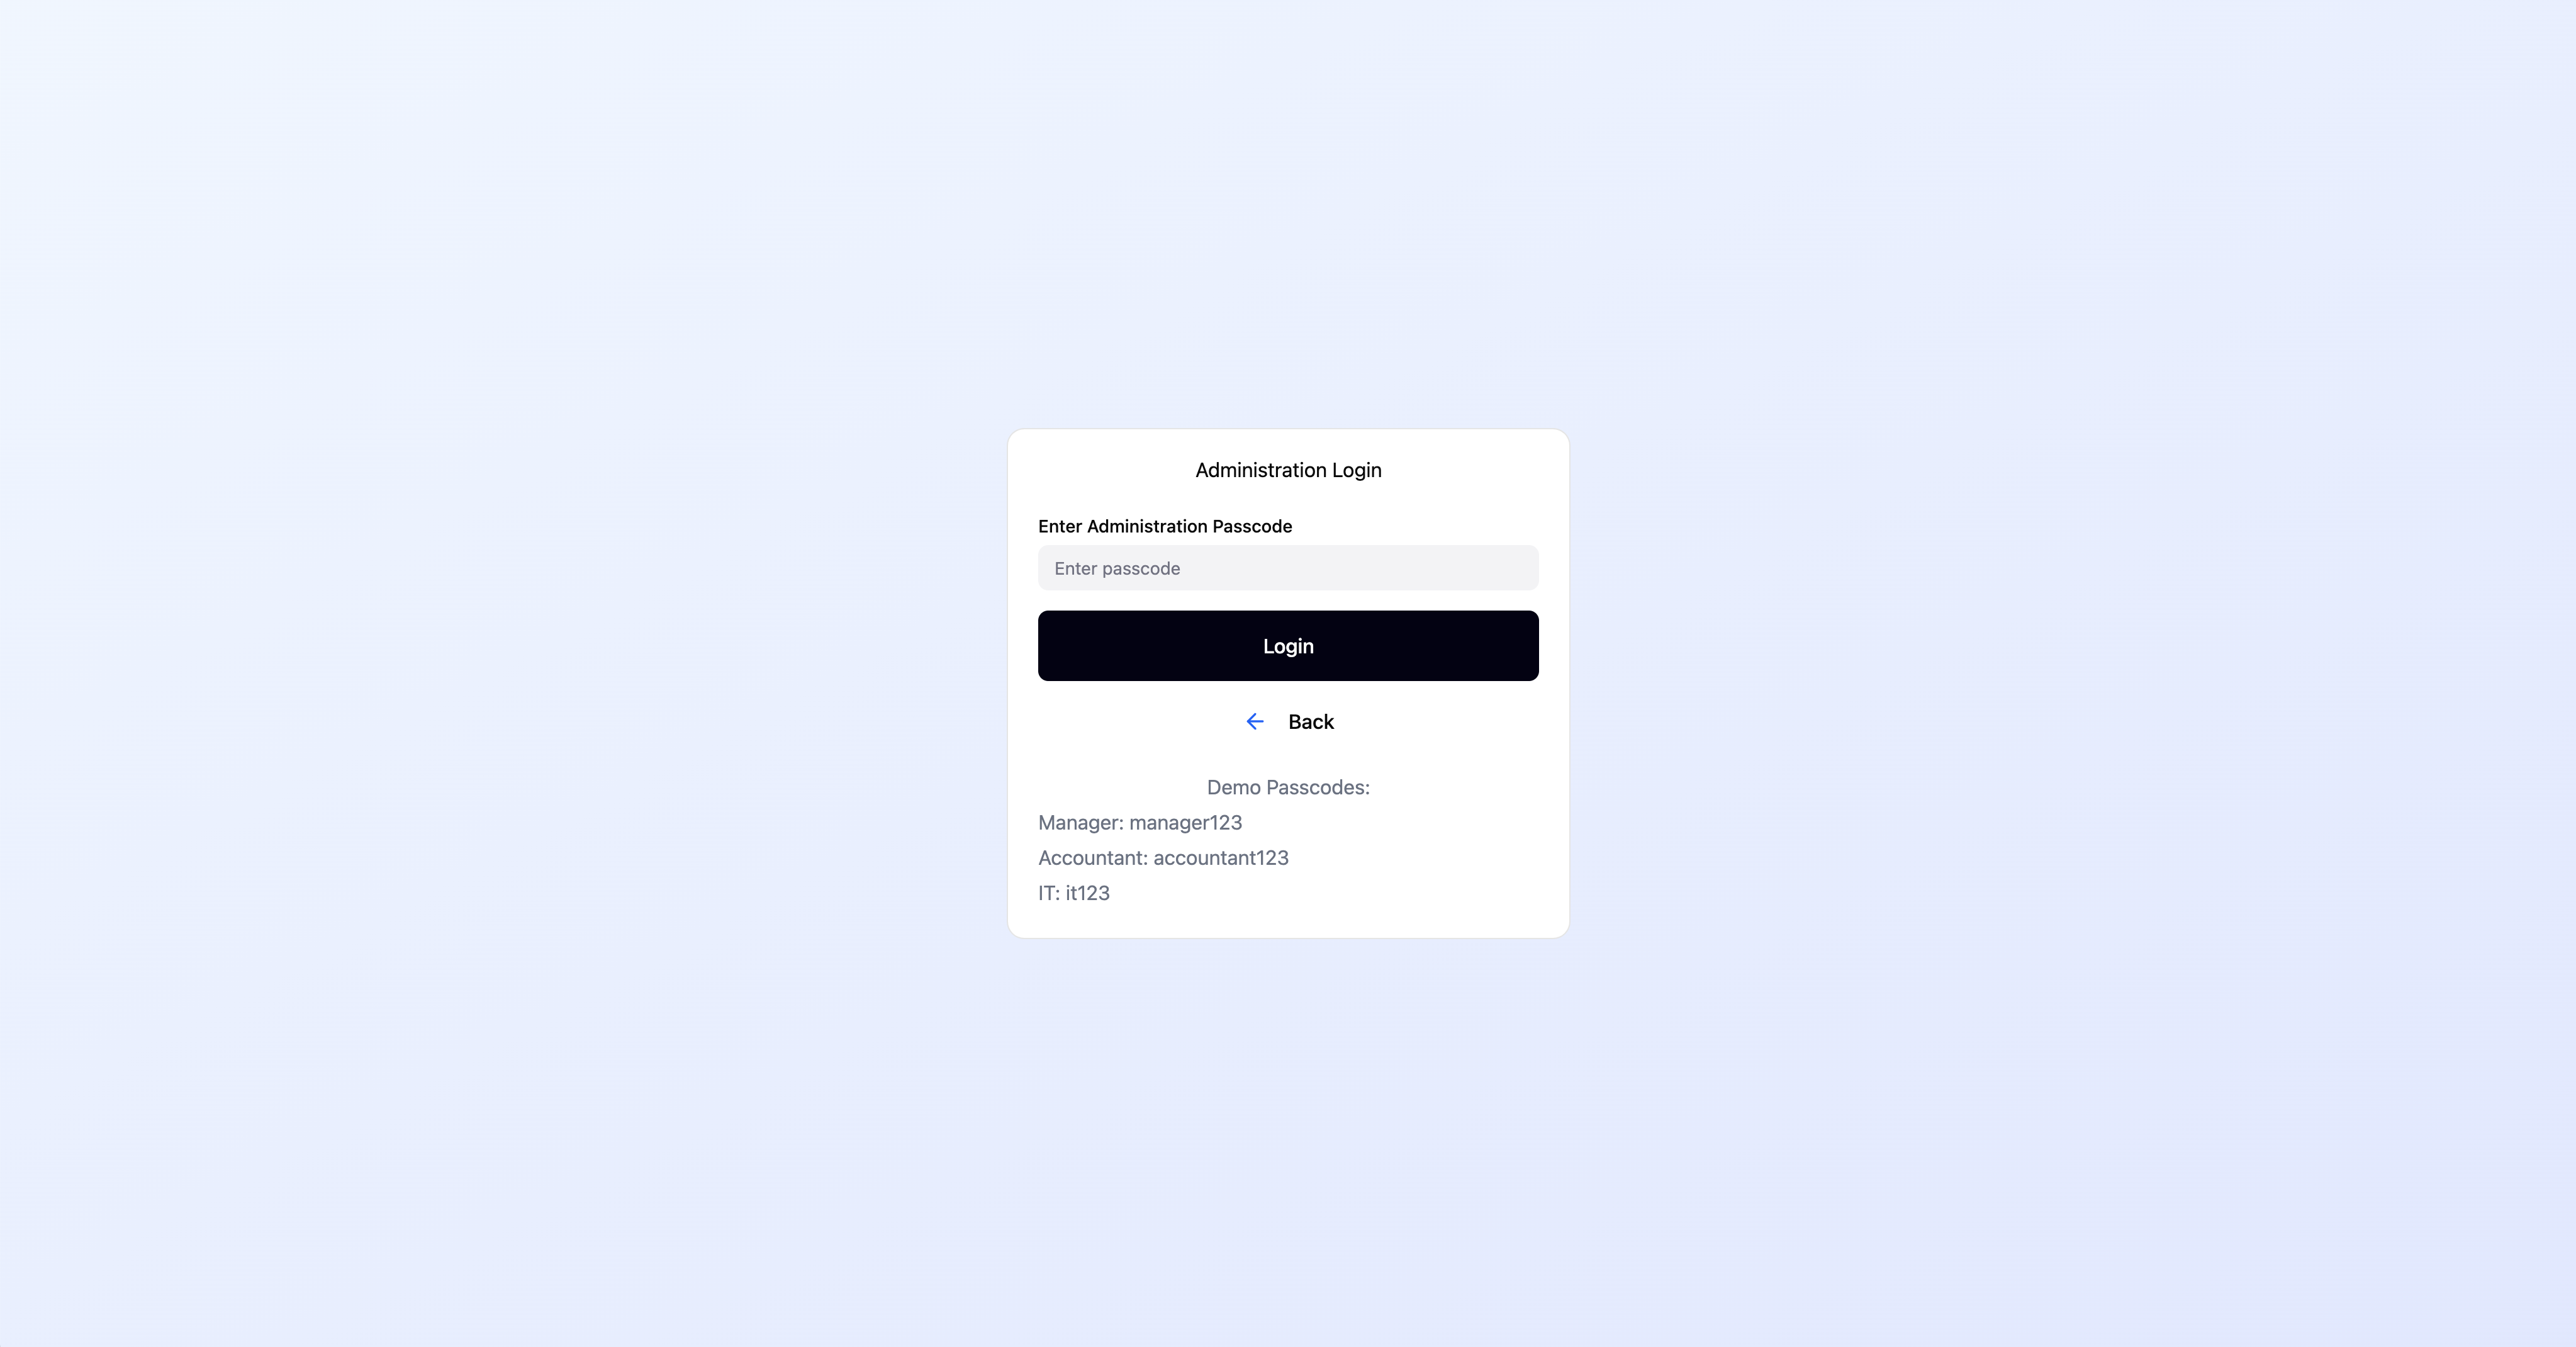 Administration Login
Enter Administration Passcode
Enter passcode
Login
Back
Demo Passcodes:
Manager: manager123
Accountant: accountant123
IT: it123